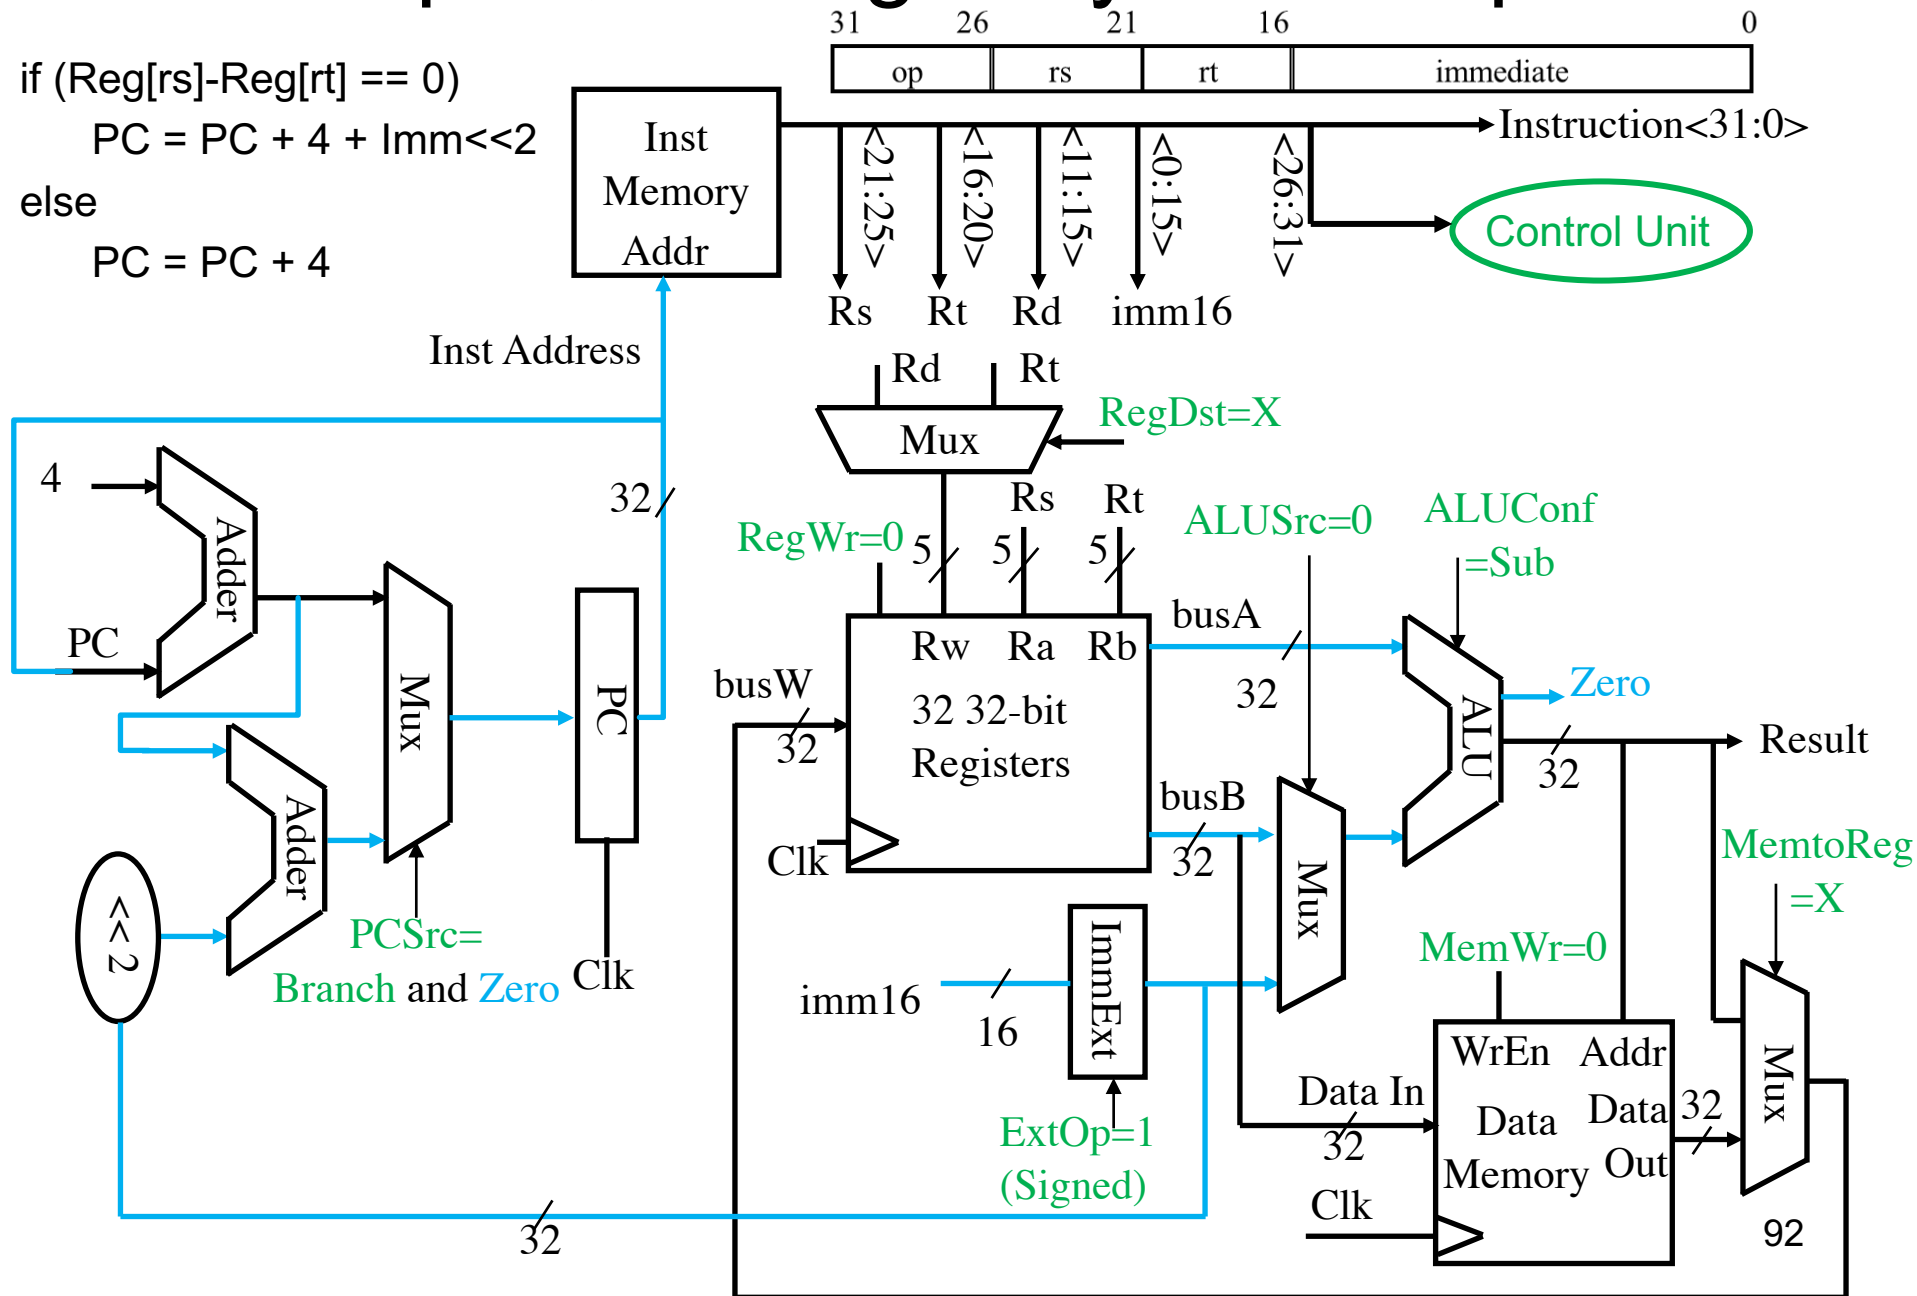 31 26 21 16 0
op rs rt immediate
if (Reg[rs]-Reg[rt] == 0)
PC = PC + 4 + Imm<<2
else
PC = PC + 4
Inst
Memory
Addr
Instruction<31:0>
<21:25>
<16:20>
<11:15>
<0:15>
<26:31>
Control Unit
Rs Rt Rd imm16
Inst Address
Rd Rt
RegDst=X
Mux
4
Adder
PC
32
Rs Rt
RegWr=0
5 5 5
ALUSrc=0
ALUConf
=Sub
Rw Ra Rb
32 32-bit
Registers
busA
32
busW
32
busB
32
Clk
Mux
PC
Adder
<< 2
PCSrc=
Branch and Zero
Clk
ALU
Zero
Result
32
Mux
MemtoReg
=X
imm16
16
ImmExt
ExtOp=1
(Signed)
MemWr=0
WrEn Addr
Data In
32
Data
Memory
Data
Out
32
Mux
Clk
32
92